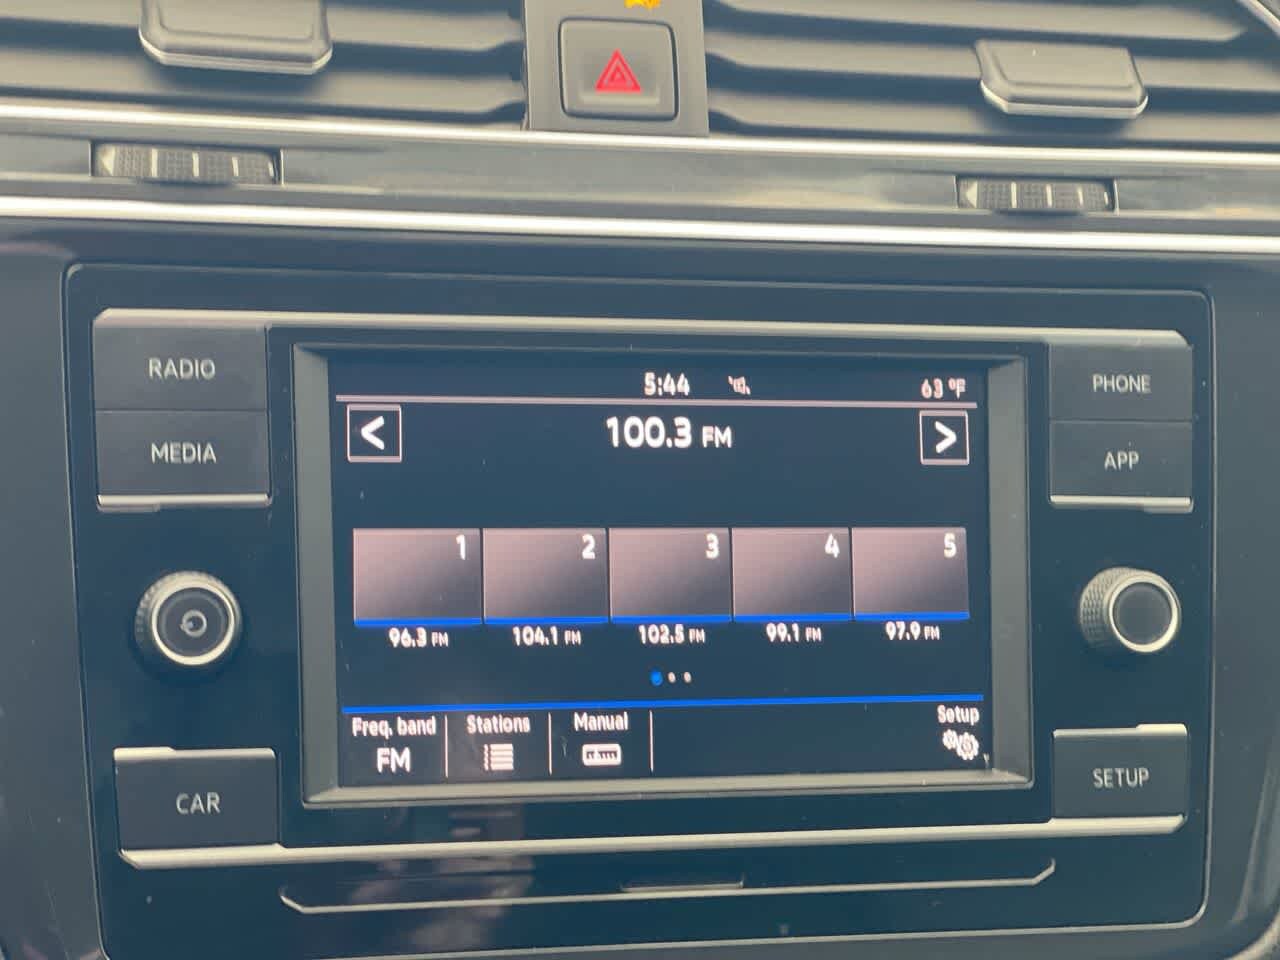 RADIO
MEDIA
CAR
5:44
63 °F
<
100.3 FM
>
1
2
3
4
5
96.3 FM
104.1 FM
102.5 FM
99.1 FM
97.9 FM
Freq. band
FM
Stations
Manual
Setup
PHONE
APP
SETUP